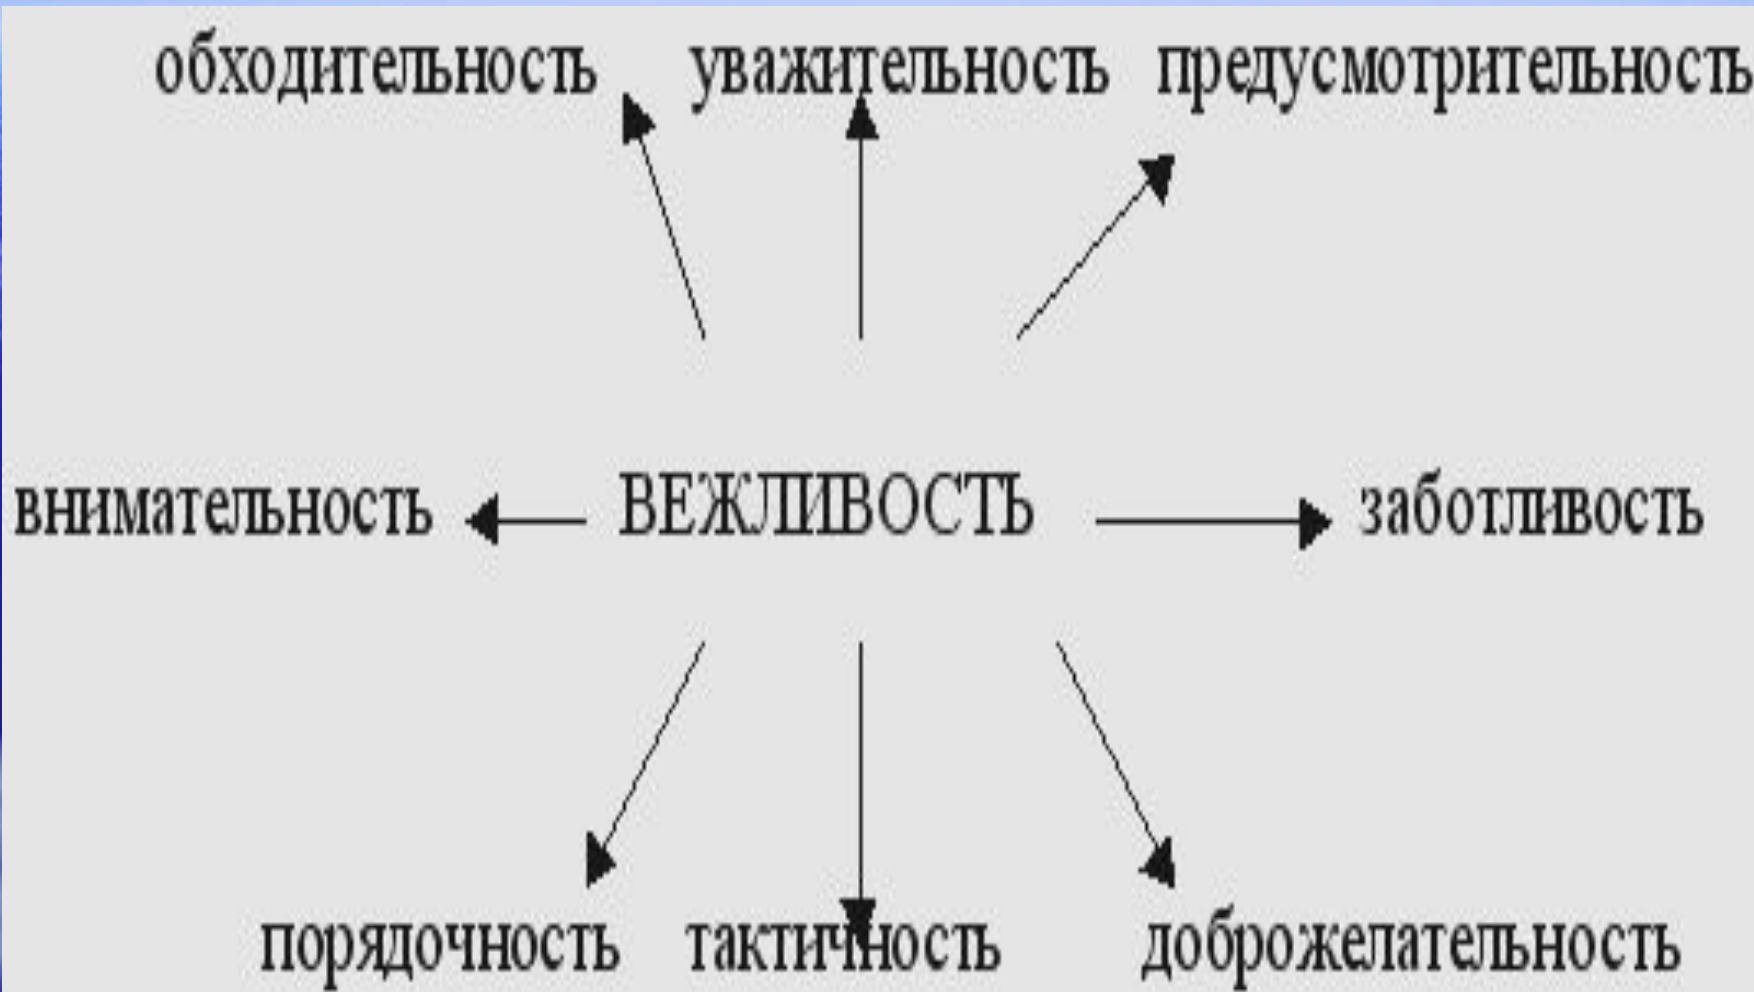 обходительность уважительность предусмотрительность
внимательность ВЕЖЛИВОСТЬ заботливость
порядочность тактичность доброжелательность